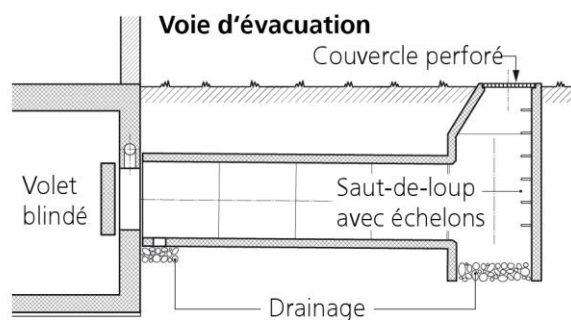 Voie d‘évacuation
Couvercle perforé
Volet
blindé
Saut-de-loup
avec échelons
Drainage